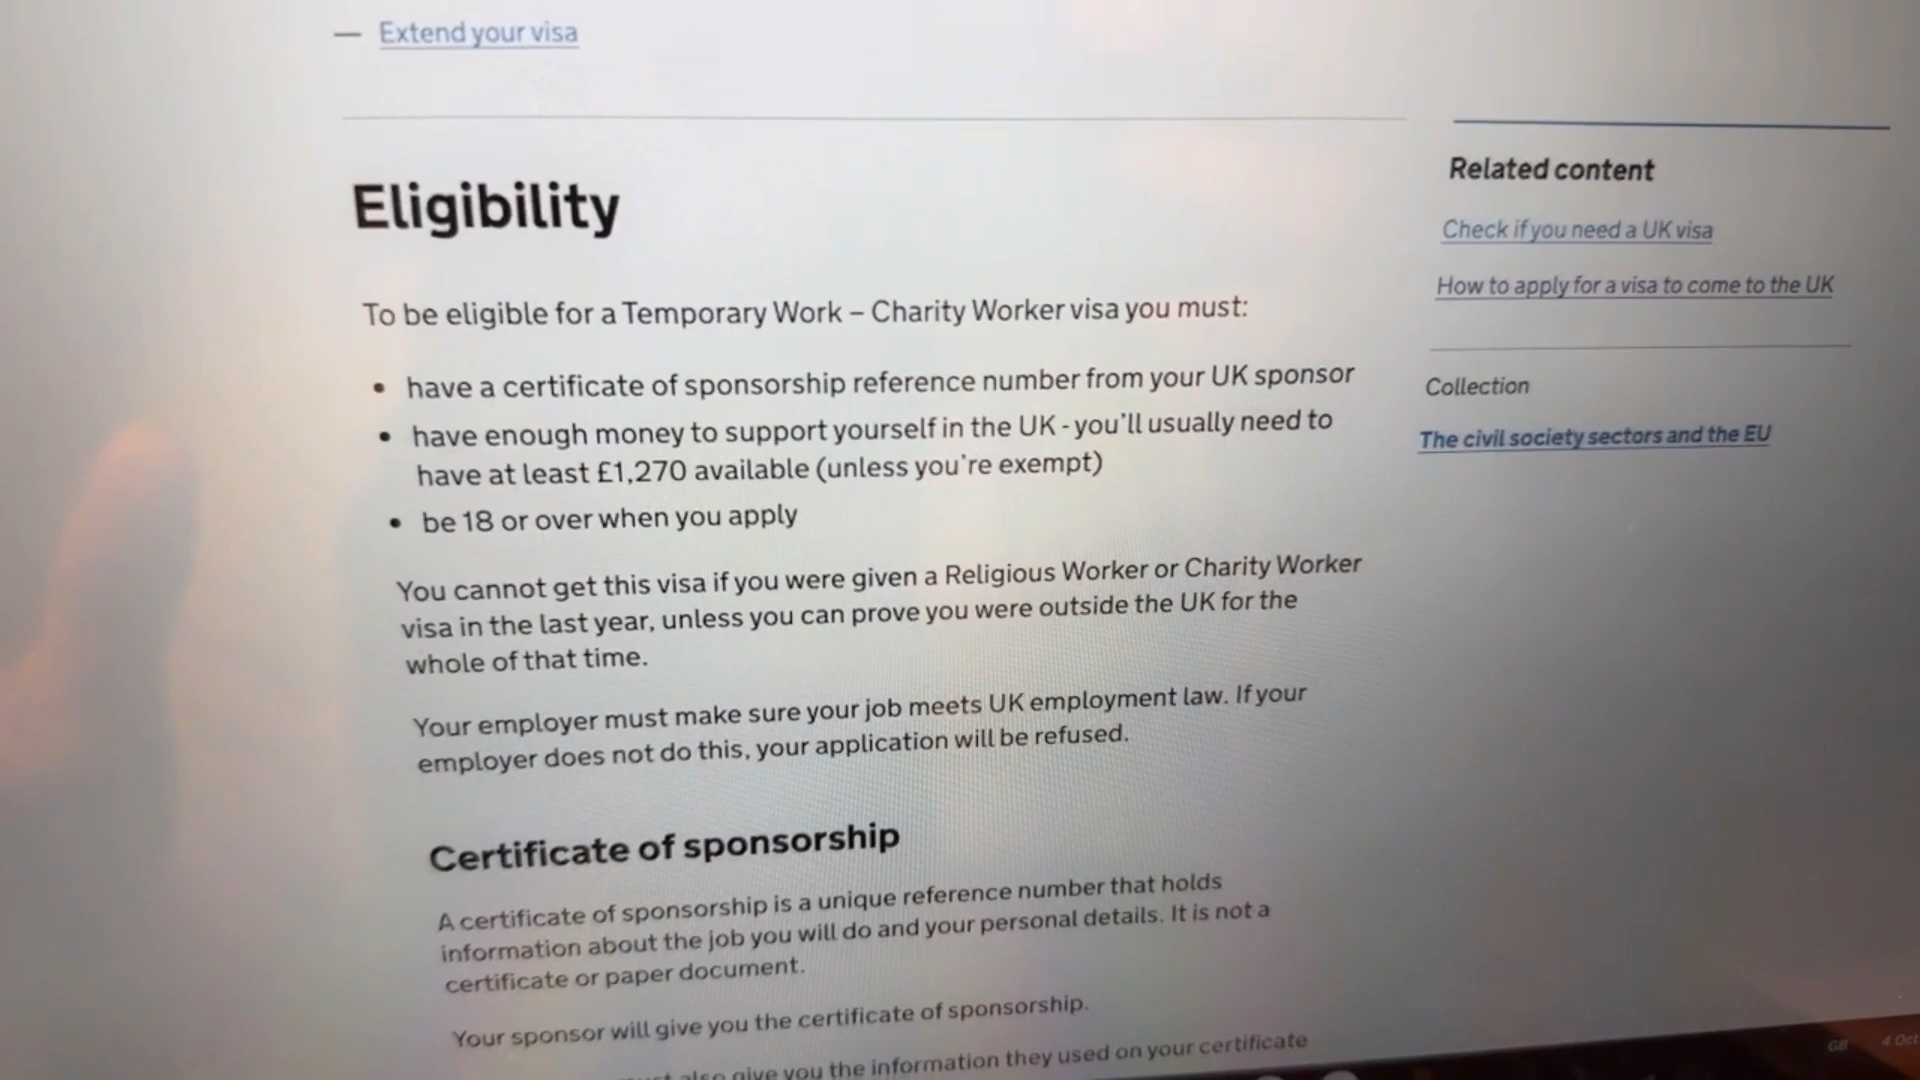 — Extend your visa
Eligibility
To be eligible for a Temporary Work – Charity Worker visa you must:
• have a certificate of sponsorship reference number from your UK sponsor
• have enough money to support yourself in the UK - you'll usually need to
have at least £1,270 available (unless you're exempt)
• be 18 or over when you apply
You cannot get this visa if you were given a Religious Worker or Charity Worker
visa in the last year, unless you can prove you were outside the UK for the
whole of that time.
Your employer must make sure your job meets UK employment law. If your
employer does not do this, your application will be refused.
Certificate of sponsorship
A certificate of sponsorship is a unique reference number that holds
information about the job you will do and your personal details. It is not a
certificate or paper document.
Your sponsor will give you the certificate of sponsorship.
also give you the information they used on your certificate
Related content
Check if you need a UK visa
How to apply for a visa to come to the UK
Collection
The civil society sectors and the EU
GB 4 Oct